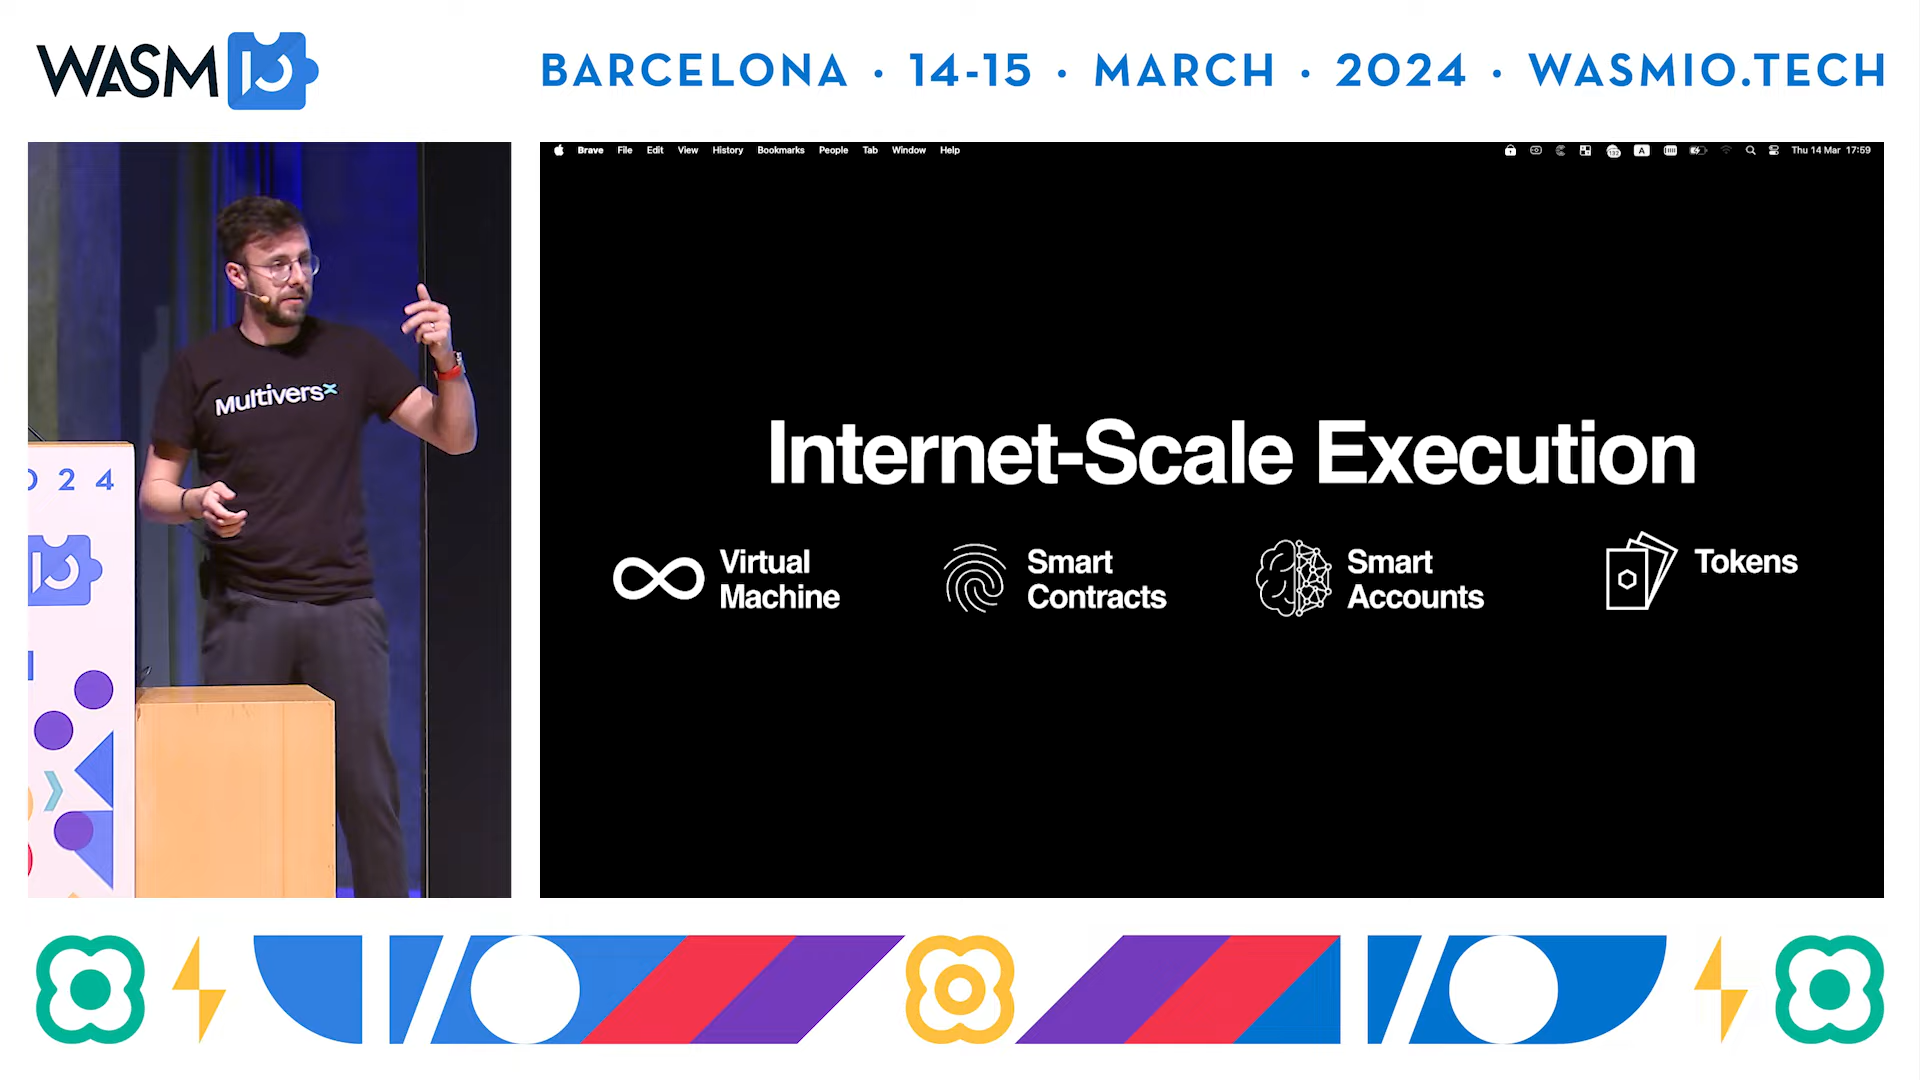 WASM IO
BARCELONA · 14-15 · MARCH · 2024 · WASMIO.TECH
Brave File Edit View History Bookmarks People Tab Window Help
A Thu 14 Mar 17:59
MultiversX
2 4
Internet-Scale Execution
Virtual
Machine
Smart
Contracts
Smart
Accounts
Tokens